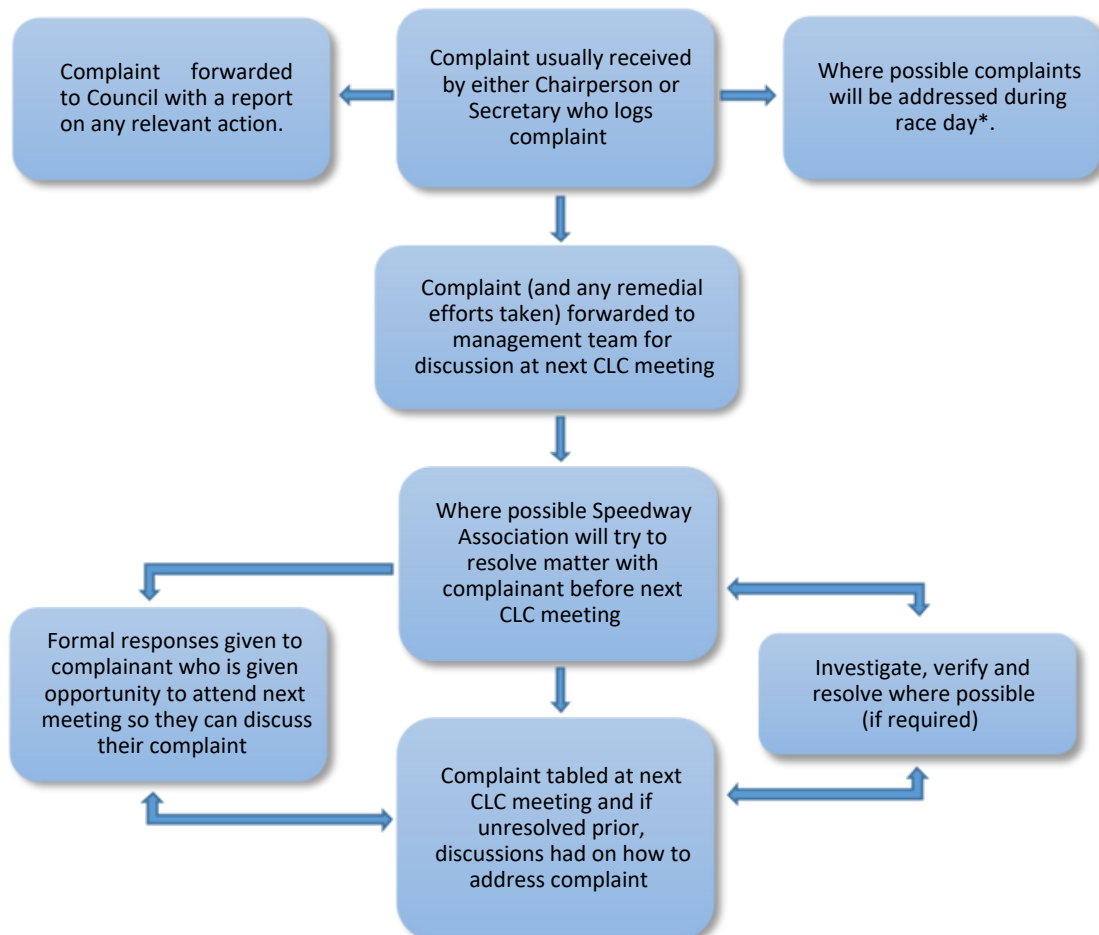 Complaint forwarded
to Council with a report
on any relevant action.
Complaint usually received
by either Chairperson or
Secretary who logs
complaint
Where possible complaints
will be addressed during
race day*.
Complaint (and any remedial
efforts taken) forwarded to
management team for
discussion at next CLC meeting
Where possible Speedway
Association will try to
resolve matter with
complainant before next
CLC meeting
Formal responses given to
complainant who is given
opportunity to attend next
meeting so they can discuss
their complaint
Investigate, verify and
resolve where possible
(if required)
Complaint tabled at next
CLC meeting and if
unresolved prior,
discussions had on how to
address complaint